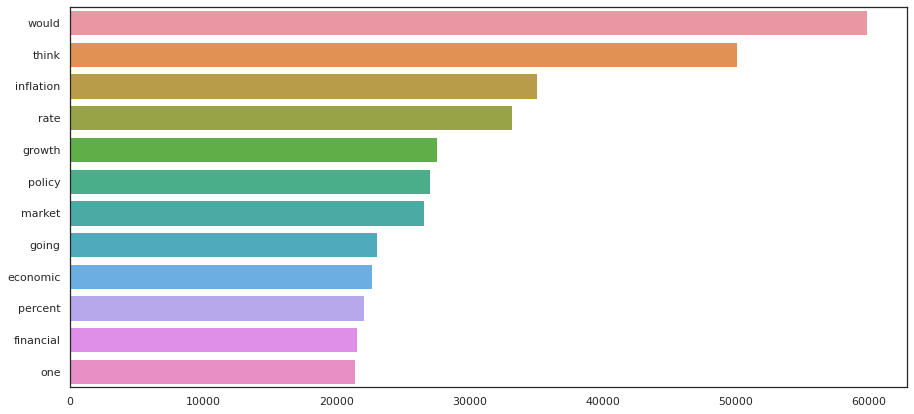 would
think
inflation
rate
growth
policy
market
going
economic
percent
financial
one
0 10000 20000 30000 40000 50000 60000